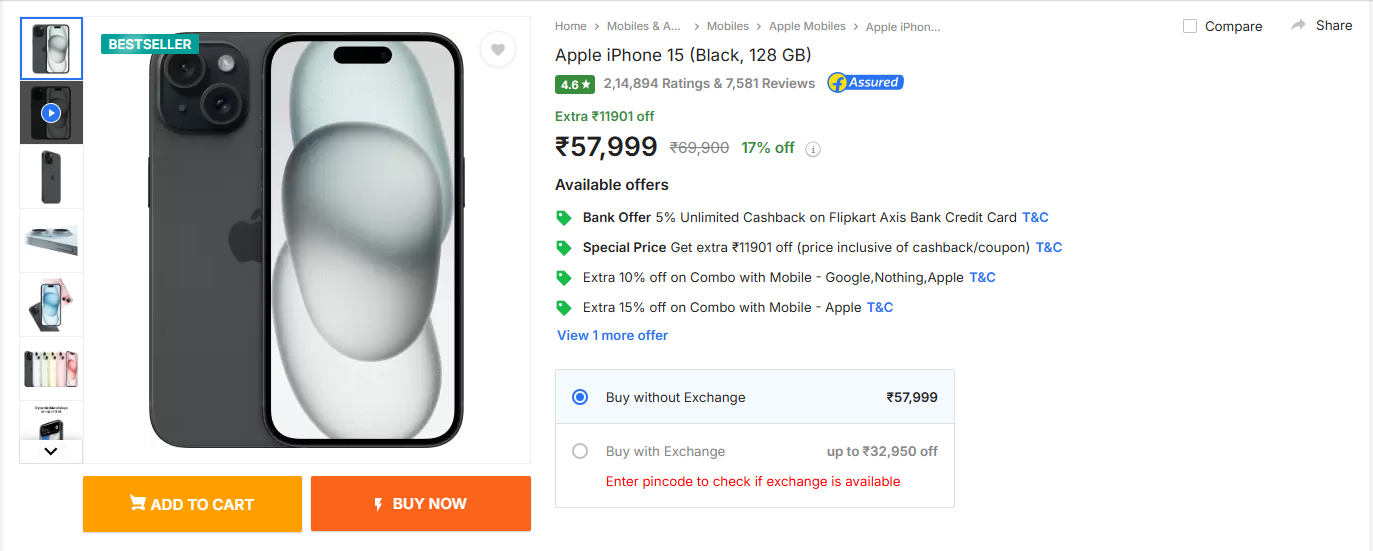 BESTSELLER
Home > Mobiles & A... > Mobiles > Apple Mobiles > Apple iPhon...
Compare
Share
Apple iPhone 15 (Black, 128 GB)
4.6★ 2,14,894 Ratings & 7,581 Reviews Assured
Extra ₹11901 off
₹57,999 ₹69,900 17% off i
Available offers
Bank Offer 5% Unlimited Cashback on Flipkart Axis Bank Credit Card T&C
Special Price Get extra ₹11901 off (price inclusive of cashback/coupon) T&C
Extra 10% off on Combo with Mobile - Google,Nothing,Apple T&C
Extra 15% off on Combo with Mobile - Apple T&C
View 1 more offer
Buy without Exchange ₹57,999
Buy with Exchange up to ₹32,950 off
Enter pincode to check if exchange is available
ADD TO CART
BUY NOW